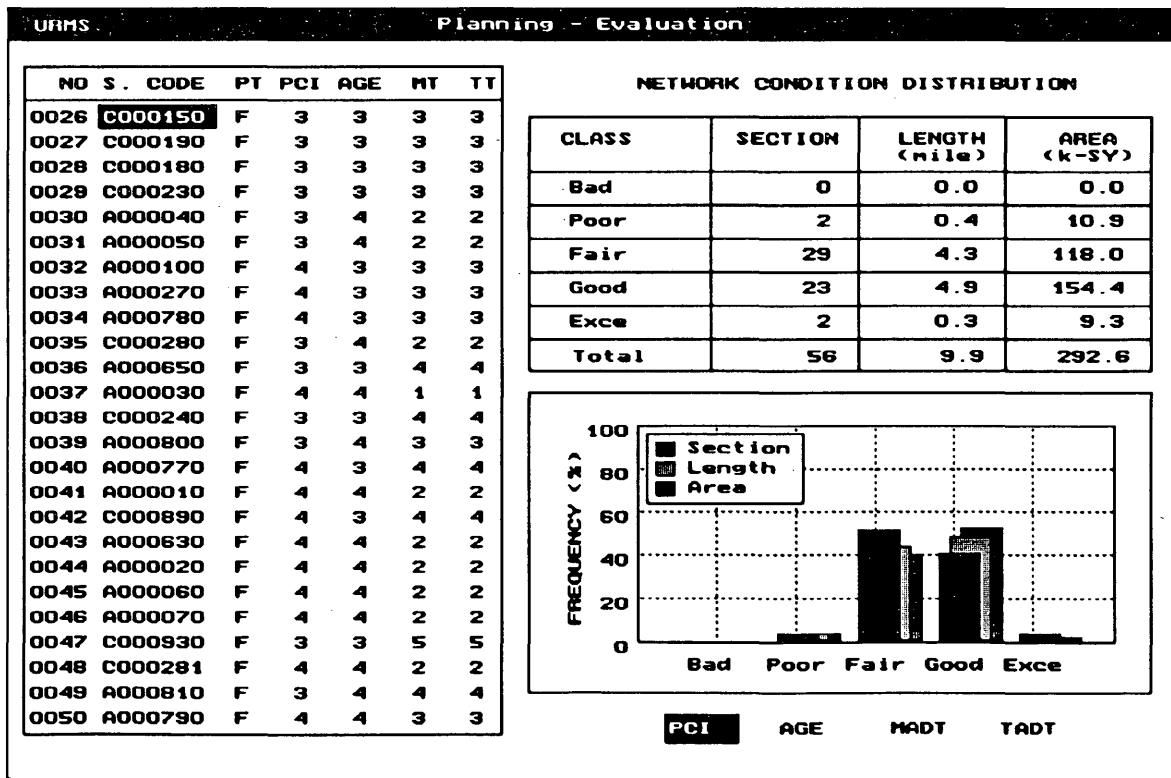 URMS Planning - Evaluation
NO S. CODE PT PCI AGE MT TT
0026 C000150 F 3 3 3 3
0027 C000190 F 3 3 3 3
0028 C000180 F 3 3 3 3
0029 C000230 F 3 3 3 3
0030 A000040 F 3 4 2 2
0031 A000050 F 3 4 2 2
0032 A000100 F 4 3 3 3
0033 A000270 F 4 3 3 3
0034 A000780 F 4 3 3 3
0035 C000280 F 3 4 2 2
0036 A000650 F 3 3 4 4
0037 A000030 F 4 4 1 1
0038 C000240 F 3 3 4 4
0039 A000800 F 3 4 3 3
0040 A000770 F 4 3 4 4
0041 A000010 F 4 4 2 2
0042 C000890 F 4 3 4 4
0043 A000630 F 4 4 2 2
0044 A000020 F 4 4 2 2
0045 A000060 F 4 4 2 2
0046 A000070 F 4 4 2 2
0047 C000930 F 3 3 5 5
0048 C000281 F 4 4 2 2
0049 A000810 F 3 4 4 4
0050 A000790 F 4 4 3 3
NETWORK CONDITION DISTRIBUTION
CLASS SECTION LENGTH (mile) AREA (k-SY)
Bad 0 0.0 0.0
Poor 2 0.4 10.9
Fair 29 4.3 118.0
Good 23 4.9 154.4
Exce 2 0.3 9.3
Total 56 9.9 292.6
FREQUENCY (%)
100
80
60
40
20
0
Section
Length
Area
Bad Poor Fair Good Exce
PCI AGE MADT TADT